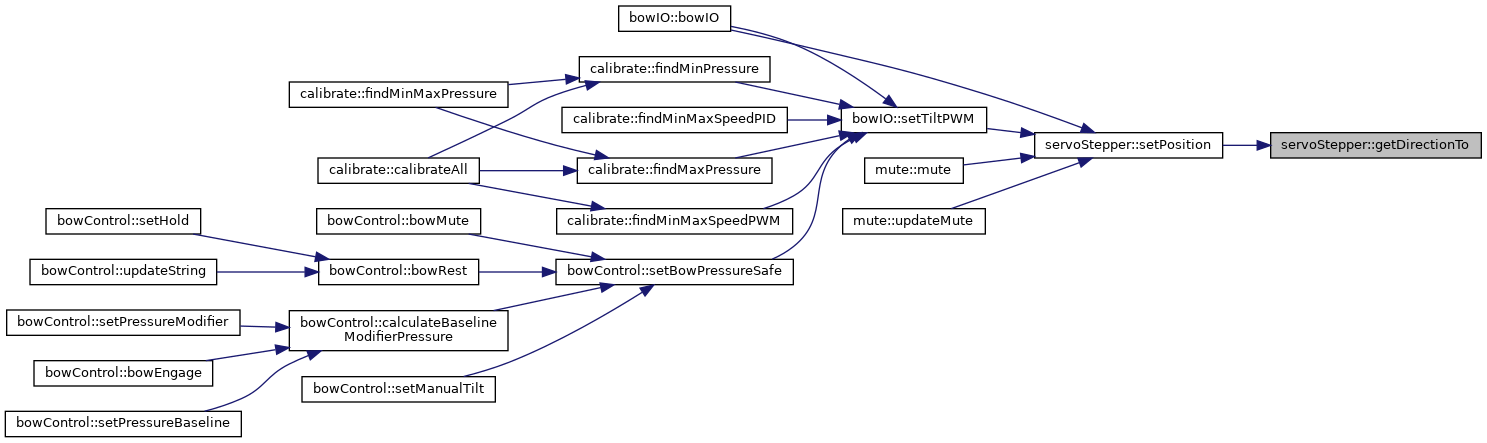 bowIO::bowIO
calibrate::findMinPressure
calibrate::findMinMaxPressure
calibrate::findMinMaxSpeedPID
bowIO::setTiltPWM
servoStepper::setPosition
servoStepper::getDirectionTo
calibrate::calibrateAll
calibrate::findMaxPressure
mute::mute
bowControl::setHold
bowControl::bowMute
calibrate::findMinMaxSpeedPWM
mute::updateMute
bowControl::updateString
bowControl::bowRest
bowControl::setBowPressureSafe
bowControl::setPressureModifier
bowControl::calculateBaseline
ModifierPressure
bowControl::bowEngage
bowControl::setManualTilt
bowControl::setPressureBaseline